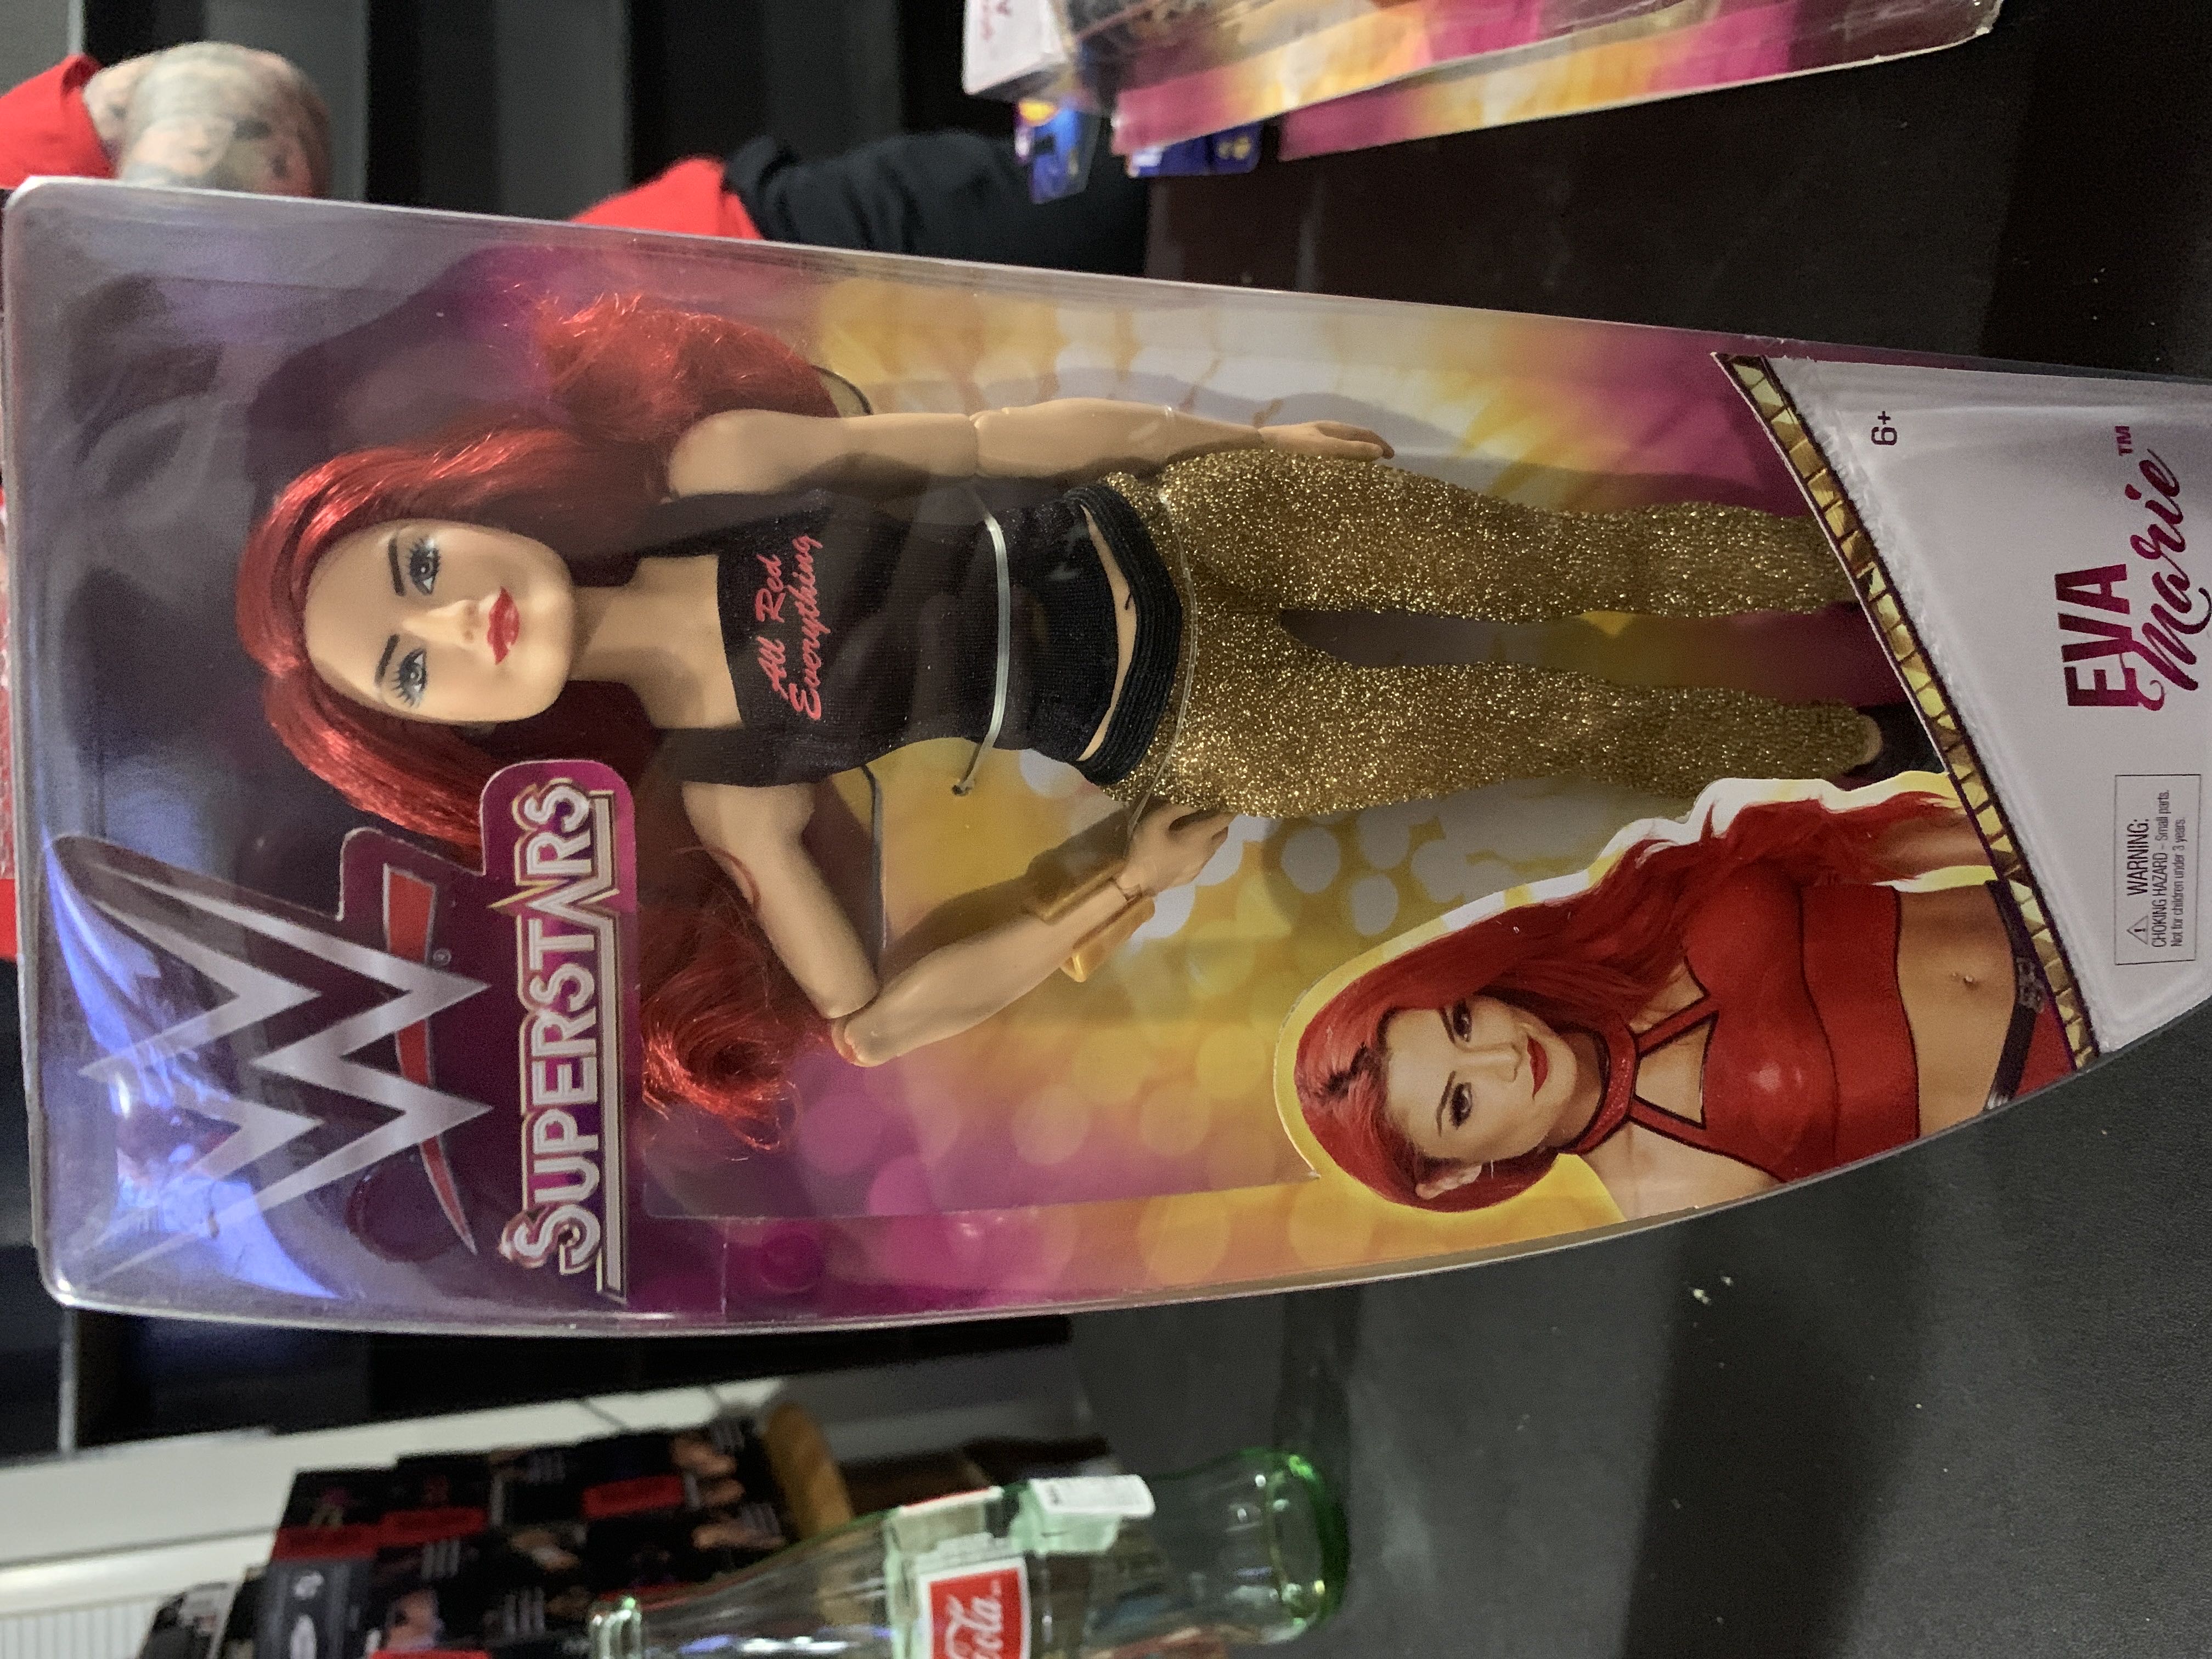 W
SUPERSTARS
All Red
Everything
6+
EVA
Marie™
WARNING:
CHOKING HAZARD – Small parts.
Not for children under 3 years.
Cola